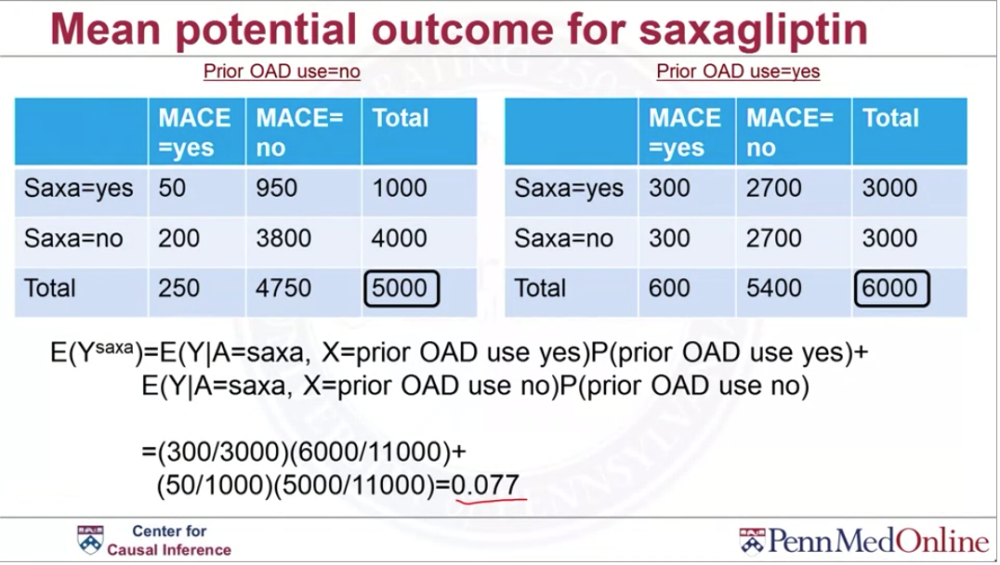 Mean potential outcome for saxagliptin
Prior OAD use=no
Prior OAD use=yes
MACE =yes MACE= no Total
Saxa=yes 50 950 1000
Saxa=no 200 3800 4000
Total 250 4750 5000
MACE =yes MACE= no Total
Saxa=yes 300 2700 3000
Saxa=no 300 2700 3000
Total 600 5400 6000
E(Yˢᵃˣᵃ)=E(Y|A=saxa, X=prior OAD use yes)P(prior OAD use yes)+
E(Y|A=saxa, X=prior OAD use no)P(prior OAD use no)
=(300/3000)(6000/11000)+
(50/1000)(5000/11000)=0.077
Center for
Causal Inference
PennMedOnline